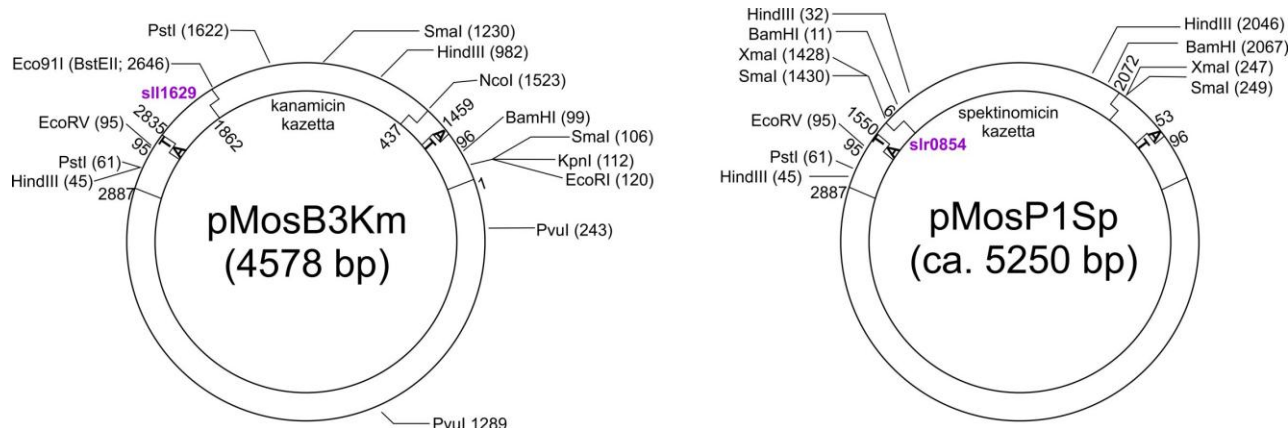 PstI (1622)
SmaI (1230)
HindIII (982)
Eco91I (BstEII; 2646)
NcoI (1523)
sll1629
2835
kanamicin
kazetta
1459
EcoRV (95)
1862
437
BamHI (99)
SmaI (106)
95
T
A
A
T
96
PstI (61)
KpnI (112)
HindIII (45)
EcoRI (120)
2887
1
pMosB3Km
(4578 bp)
PvuI (243)
PvuI 1289
HindIII (32)
HindIII (2046)
BamHI (11)
BamHI (2067)
XmaI (1428)
2072
XmaI (247)
SmaI (1430)
SmaI (249)
6
spektinomicin
kazetta
1550
53
EcoRV (95)
slr0854
95
T
A
A
T
96
PstI (61)
HindIII (45)
2887
pMosP1Sp
(ca. 5250 bp)